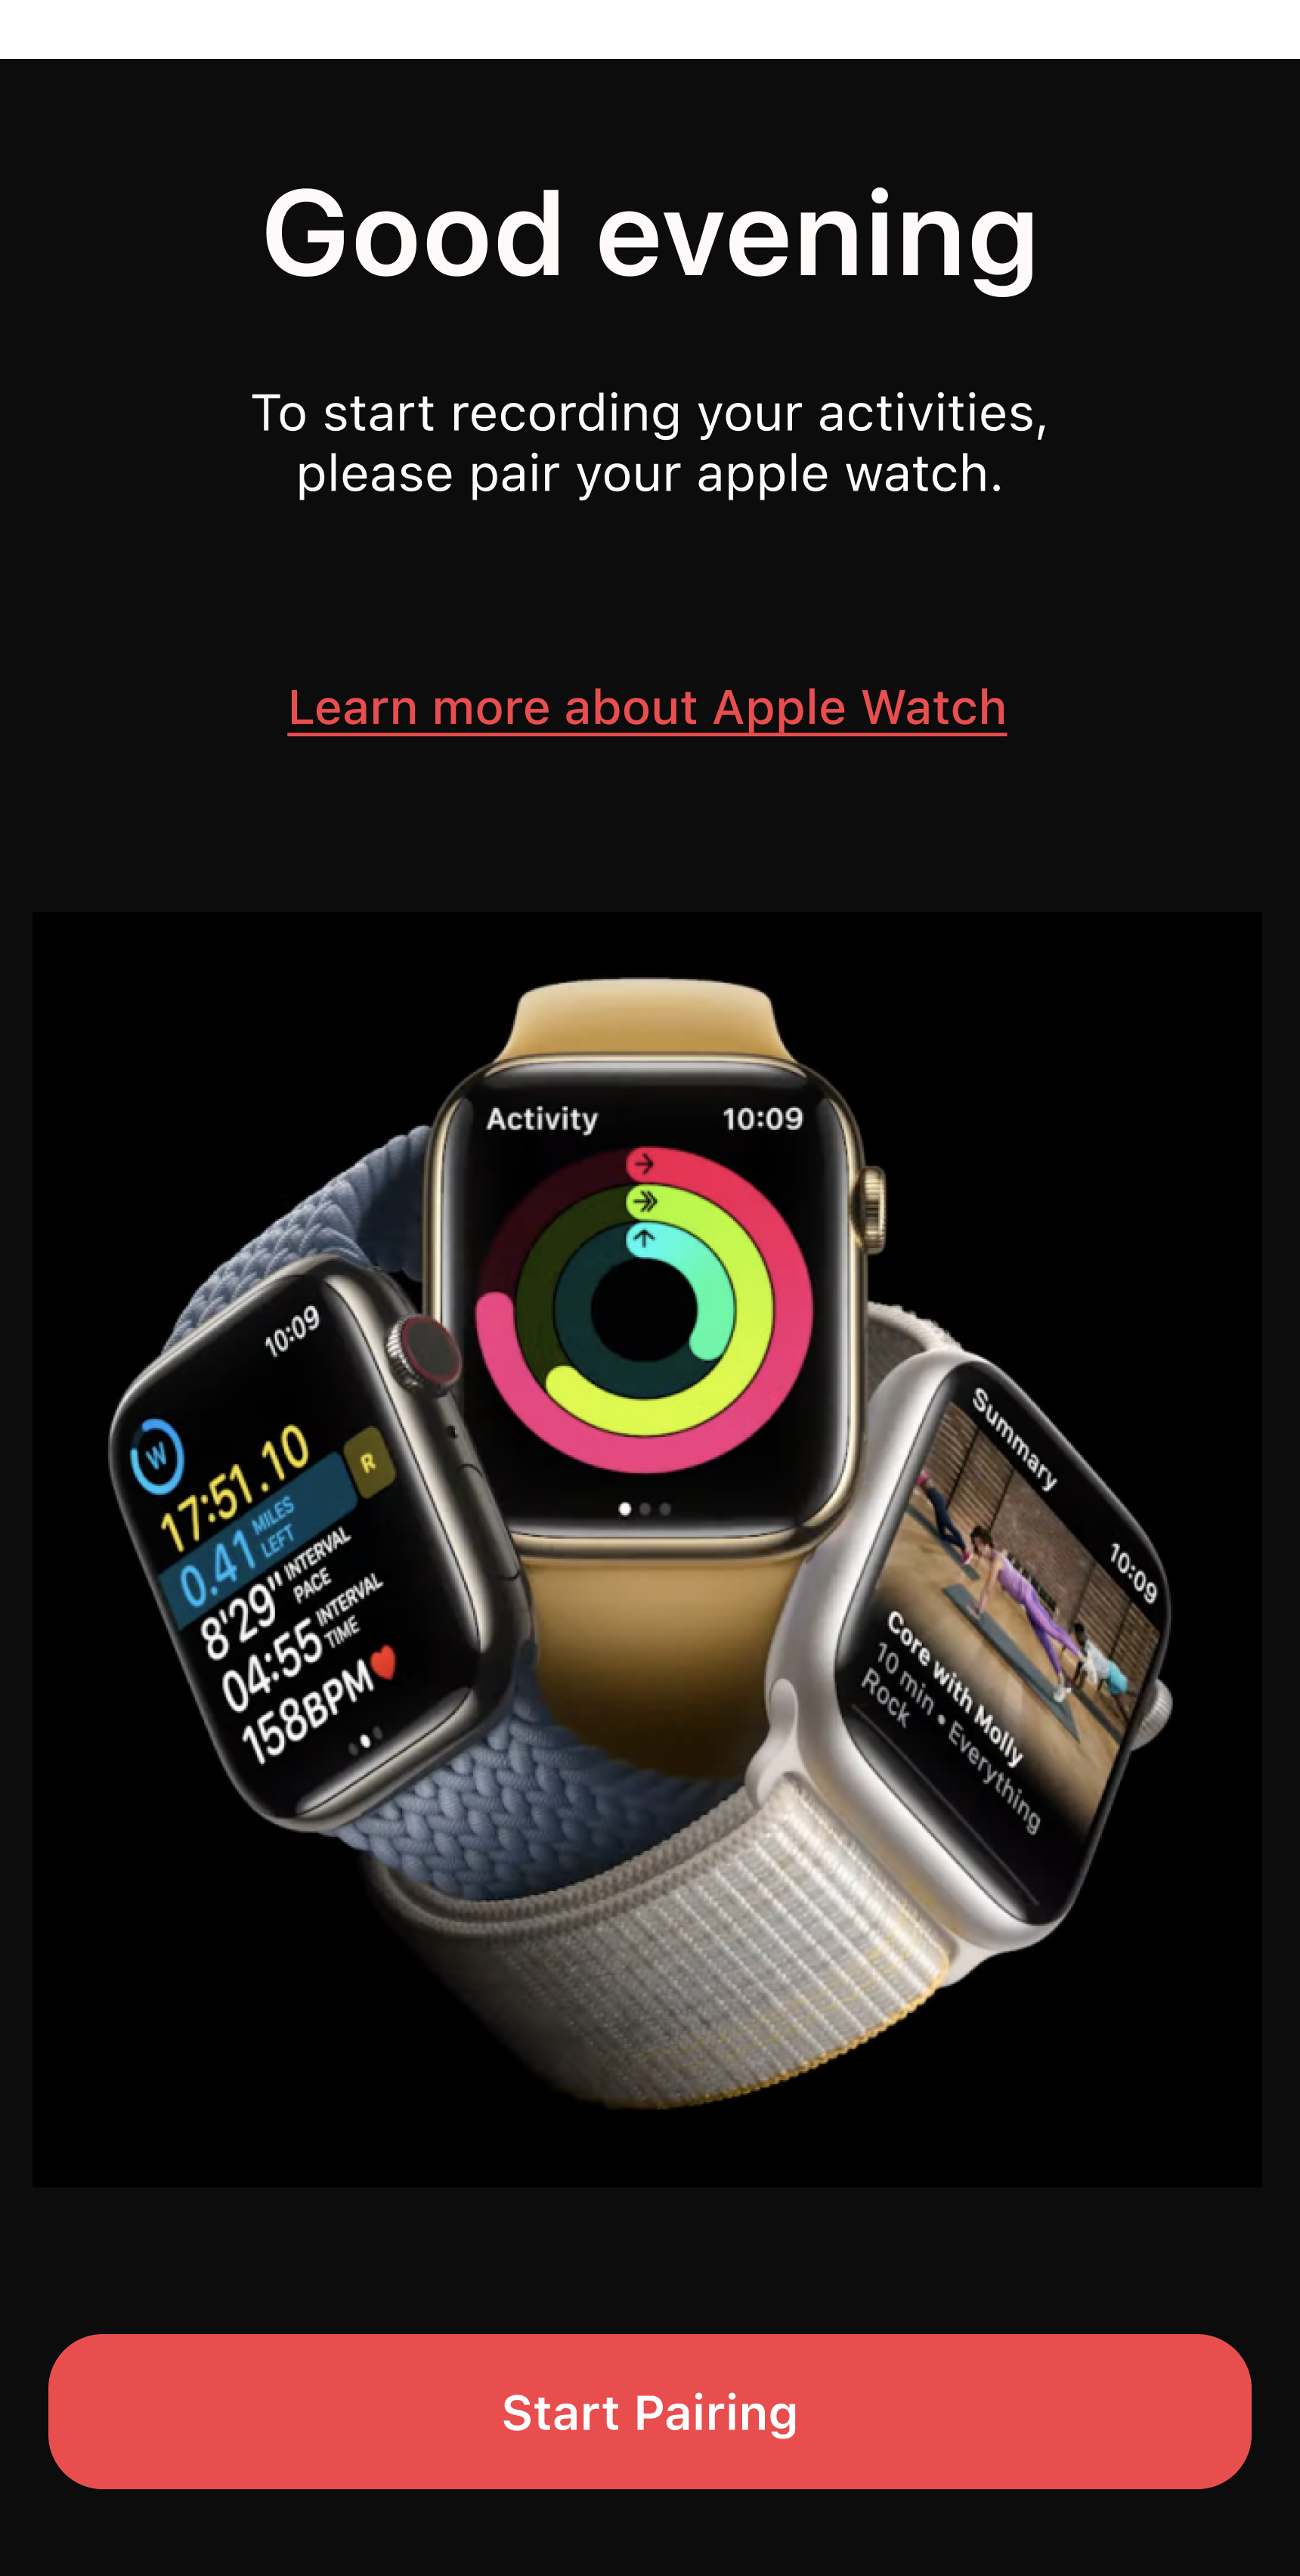 Good evening
To start recording your activities,
please pair your apple watch.
Learn more about Apple Watch
Activity 10:09
10:09
W
17:51.10
R
0.41 MILES
LEFT
8'29" INTERVAL
PACE
04:55 INTERVAL
TIME
158BPM
Summary
10:09
Core with Molly
10 min • Everything
Rock
Start Pairing